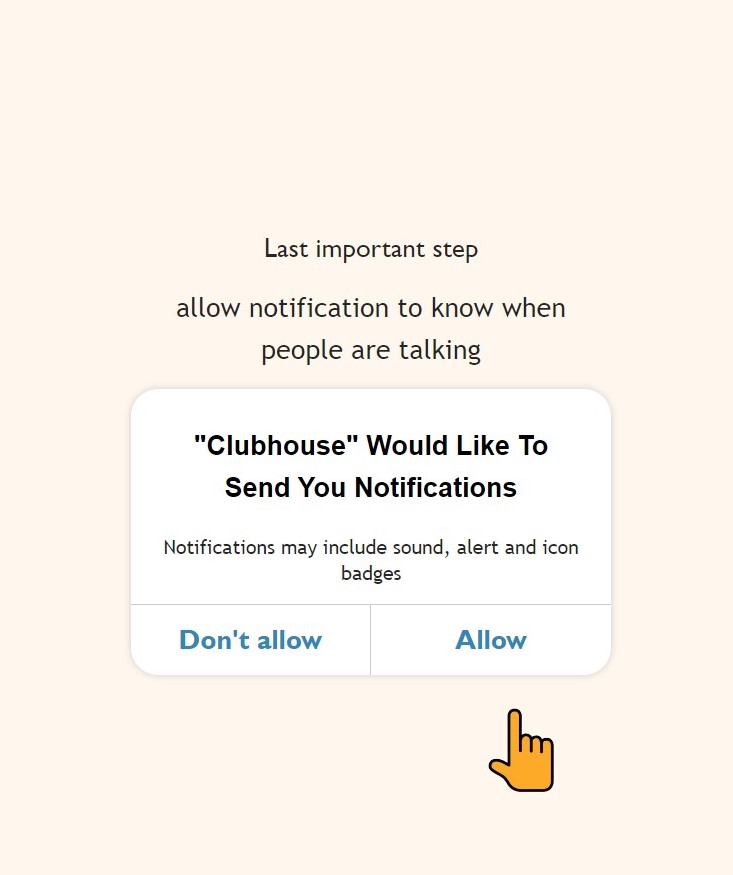 Last important step
allow notification to know when
people are talking
"Clubhouse" Would Like To
Send You Notifications
Notifications may include sound, alert and icon
badges
Don't allow
Allow